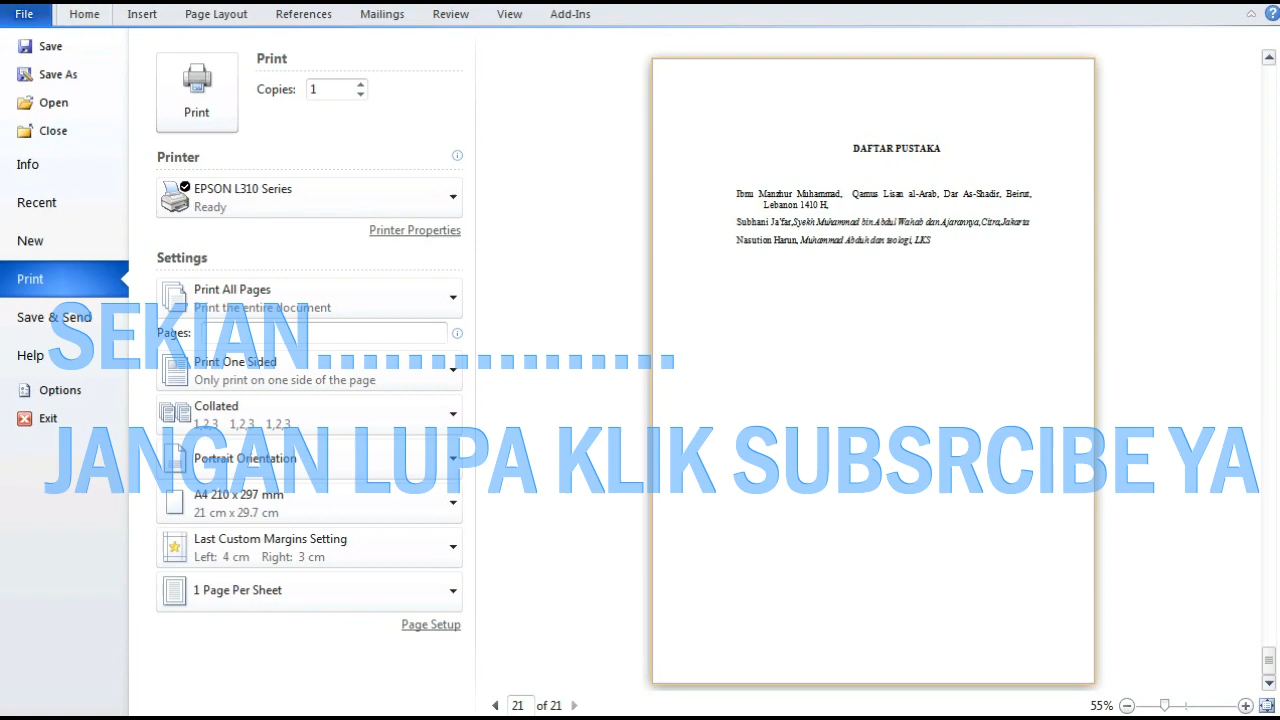 File Home Insert Page Layout References Mailings Review View Add-Ins
Save
Save As
Open
Close
Info
Recent
New
Print
Save & Send
Help
Options
Exit
Print
Print
Copies: 1
Printer
EPSON L310 Series
Ready
Printer Properties
Settings
Print All Pages
Print the entire document
Pages:
Print One Sided
Only print on one side of the page
Collated
1,2,3 1,2,3 1,2,3
Portrait Orientation
A4 210 x 297 mm
21 cm x 29.7 cm
Last Custom Margins Setting
Left: 4 cm Right: 3 cm
1 Page Per Sheet
Page Setup
DAFTAR PUSTAKA
Ibnu Manzhur Muhammad, Qamus Lisan al-Arab, Dar As-Shadir, Beirut,
Lebanon 1410 H,
Subhani Ja'far,Syekh Muhammad bin Abdul Wahab dan Ajarannya,Citra,Jakarta
Nasution Harun, Muhammad Abduh dan teologi, LKS
SEKIAN................
JANGAN LUPA KLIK SUBSRCIBE YA
21 of 21
55%